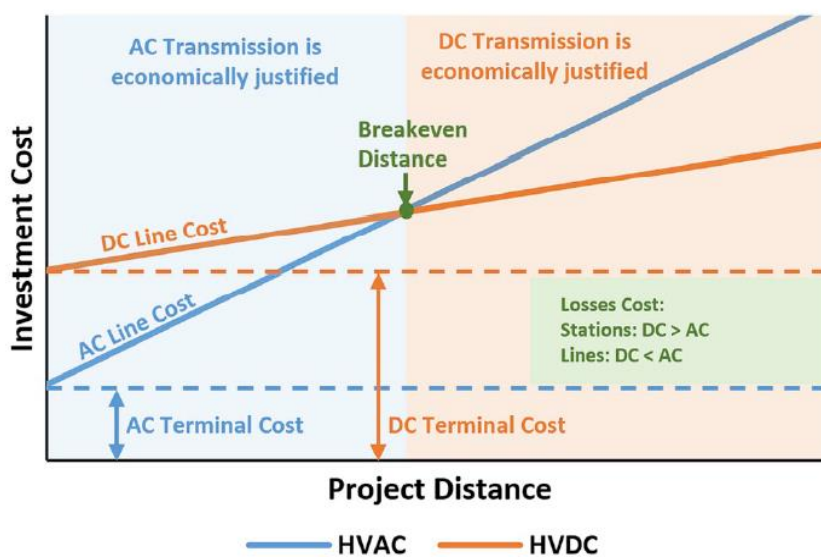 AC Transmission is
economically justified
DC Transmission is
economically justified
Breakeven
Distance
DC Line Cost
AC Line Cost
Losses Cost:
Stations: DC > AC
Lines: DC < AC
AC Terminal Cost
DC Terminal Cost
Investment Cost
Project Distance
HVAC
HVDC